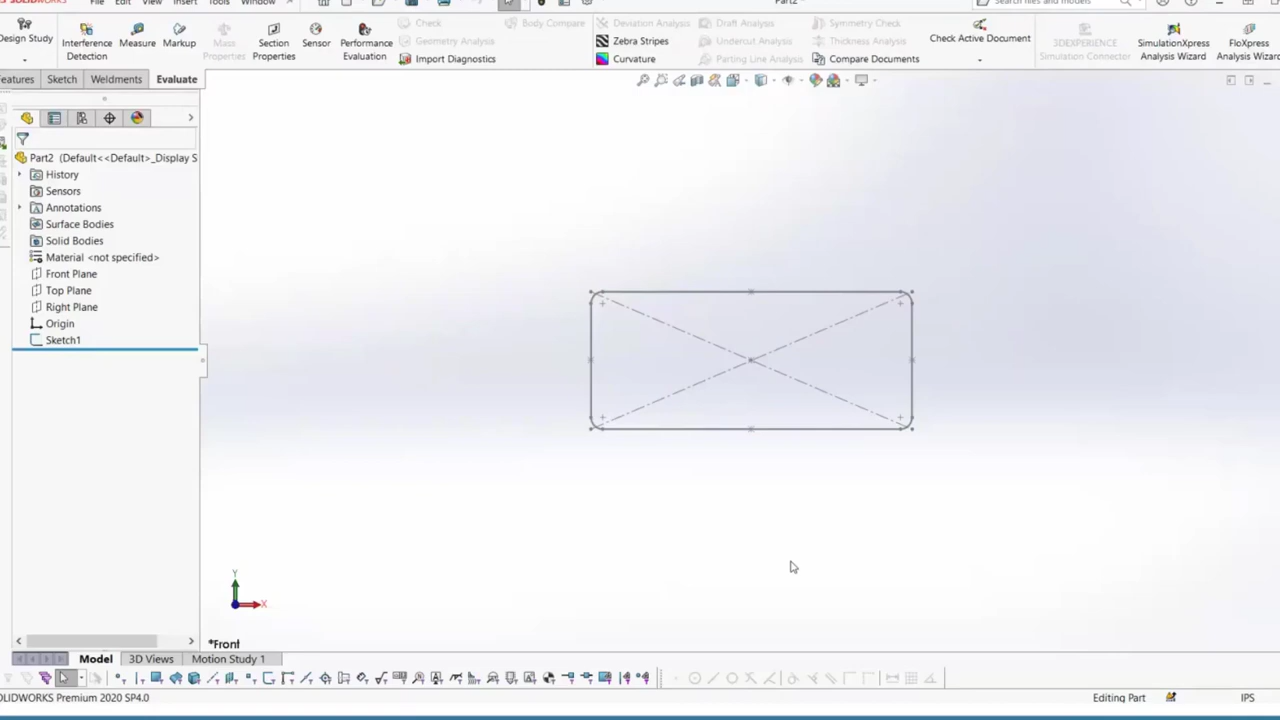 SOLIDWORKS File Edit View Insert Tools Window Part2 Search files and models
Design Study
Interference Detection
Measure
Markup
Mass Properties
Section Properties
Sensor
Performance Evaluation
Check
Geometry Analysis
Import Diagnostics
Body Compare
Deviation Analysis
Zebra Stripes
Curvature
Draft Analysis
Undercut Analysis
Parting Line Analysis
Symmetry Check
Thickness Analysis
Compare Documents
Check Active Document
3DEXPERIENCE Simulation Connector
SimulationXpress Analysis Wizard
FloXpress Analysis Wizard
Features Sketch Weldments Evaluate
Part2 (Default<<Default>_Display S
History
Sensors
Annotations
Surface Bodies
Solid Bodies
Material <not specified>
Front Plane
Top Plane
Right Plane
Origin
Sketch1
Y
X
*Front
Model 3D Views Motion Study 1
SOLIDWORKS Premium 2020 SP4.0 Editing Part IPS